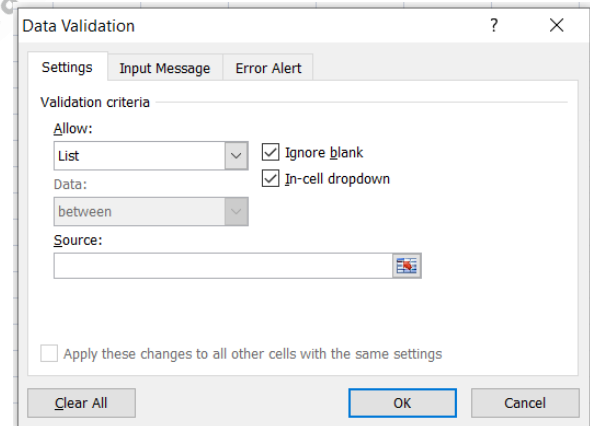 Data Validation ? ×
Settings Input Message Error Alert
Validation criteria
Allow:
List
Ignore blank
In-cell dropdown
Data:
between
Source:
Apply these changes to all other cells with the same settings
Clear All OK Cancel